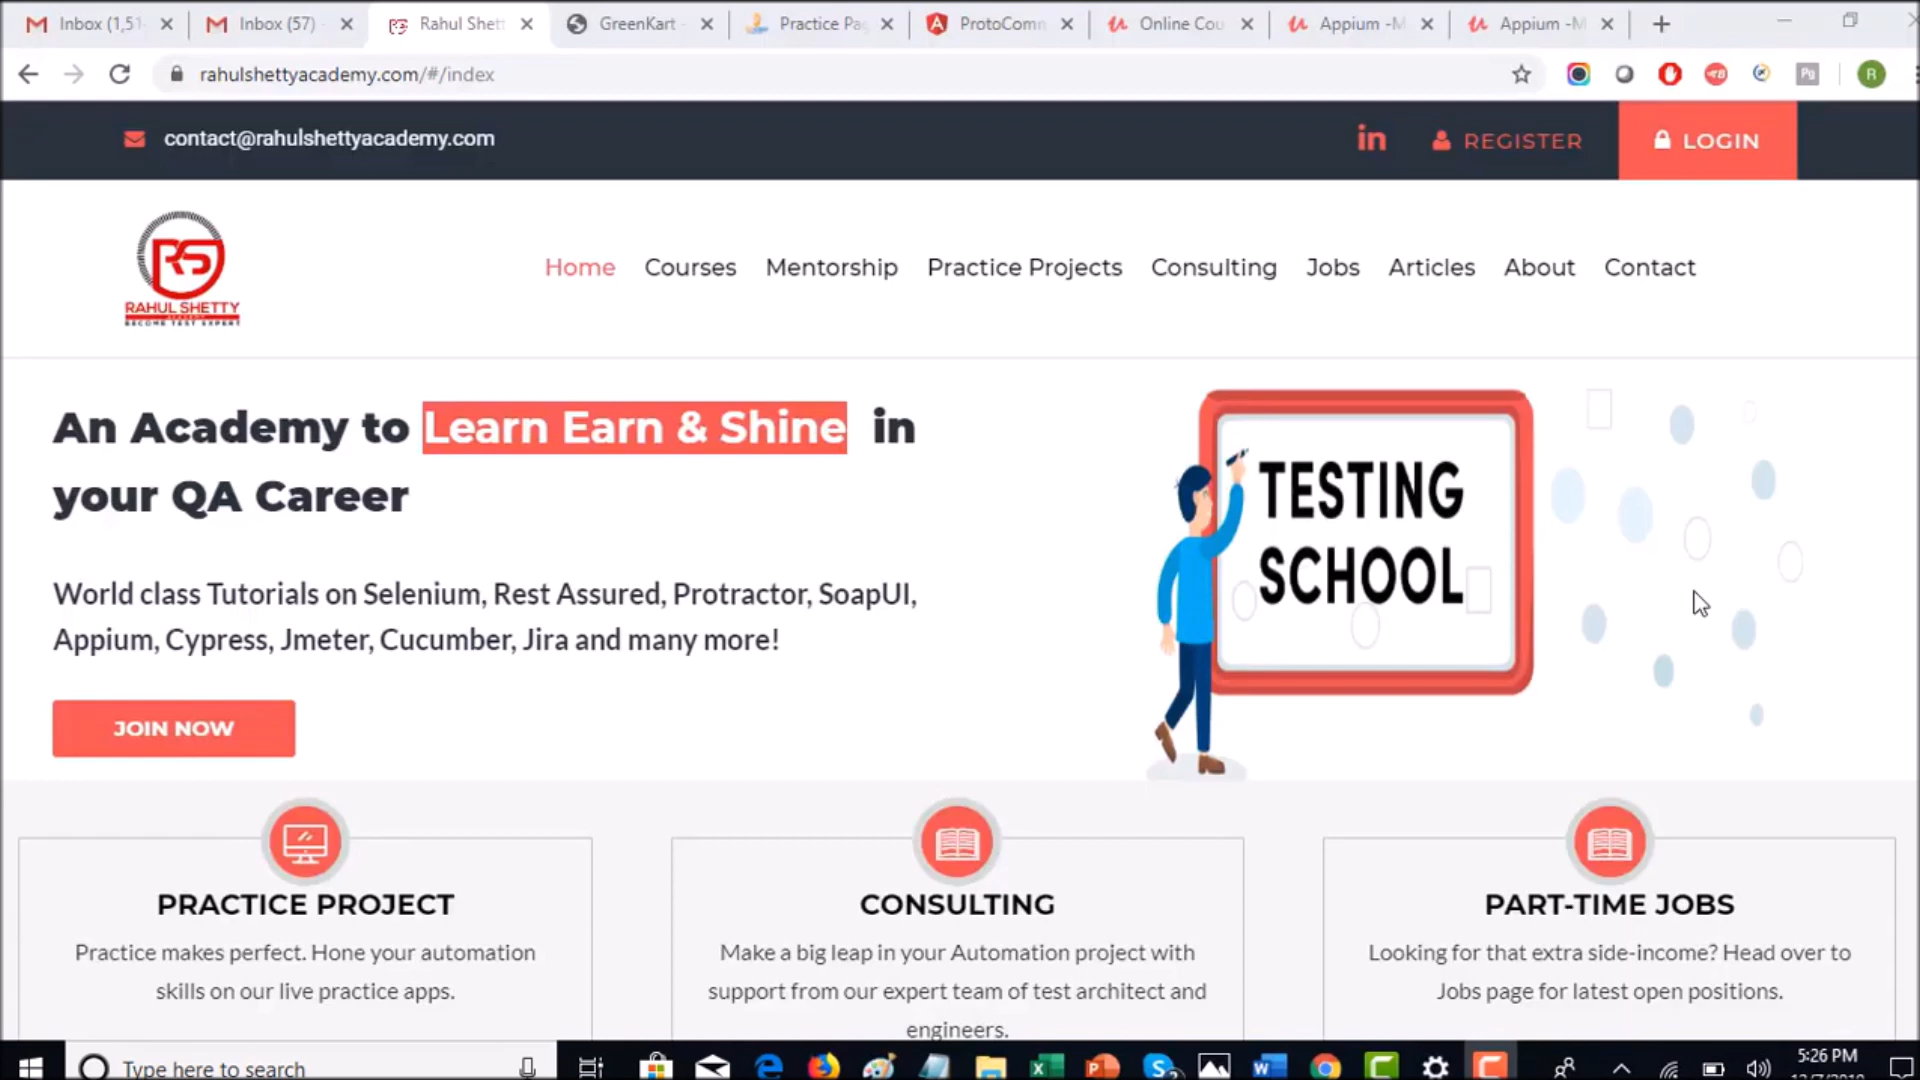 Inbox (1,51
Inbox (57)
Rahul Shett
GreenKart
Practice Pag
ProtoComm
Online Cou
Appium -M
Appium -M
rahulshettyacademy.com/#/index
R
contact@rahulshettyacademy.com
in
REGISTER
LOGIN
RS
RAHUL SHETTY
ACADEMY
BECOME TEST EXPERT
Home
Courses
Mentorship
Practice Projects
Consulting
Jobs
Articles
About
Contact
An Academy to Learn Earn & Shine in
your QA Career
World class Tutorials on Selenium, Rest Assured, Protractor, SoapUI,
Appium, Cypress, Jmeter, Cucumber, Jira and many more!
JOIN NOW
TESTING
SCHOOL
PRACTICE PROJECT
Practice makes perfect. Hone your automation
skills on our live practice apps.
CONSULTING
Make a big leap in your Automation project with
support from our expert team of test architect and
engineers.
PART-TIME JOBS
Looking for that extra side-income? Head over to
Jobs page for latest open positions.
Type here to search
5:26 PM